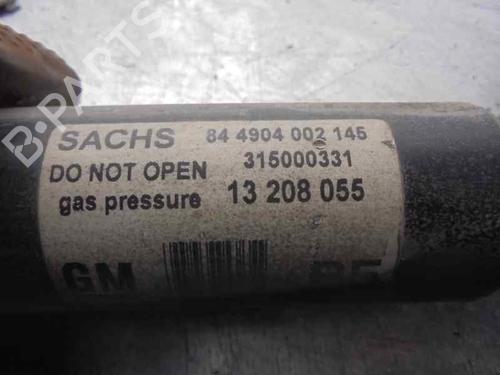 B-PARTS
SACHS 84 4904 002 145
DO NOT OPEN 315000331
gas pressure 13 208 055
GM